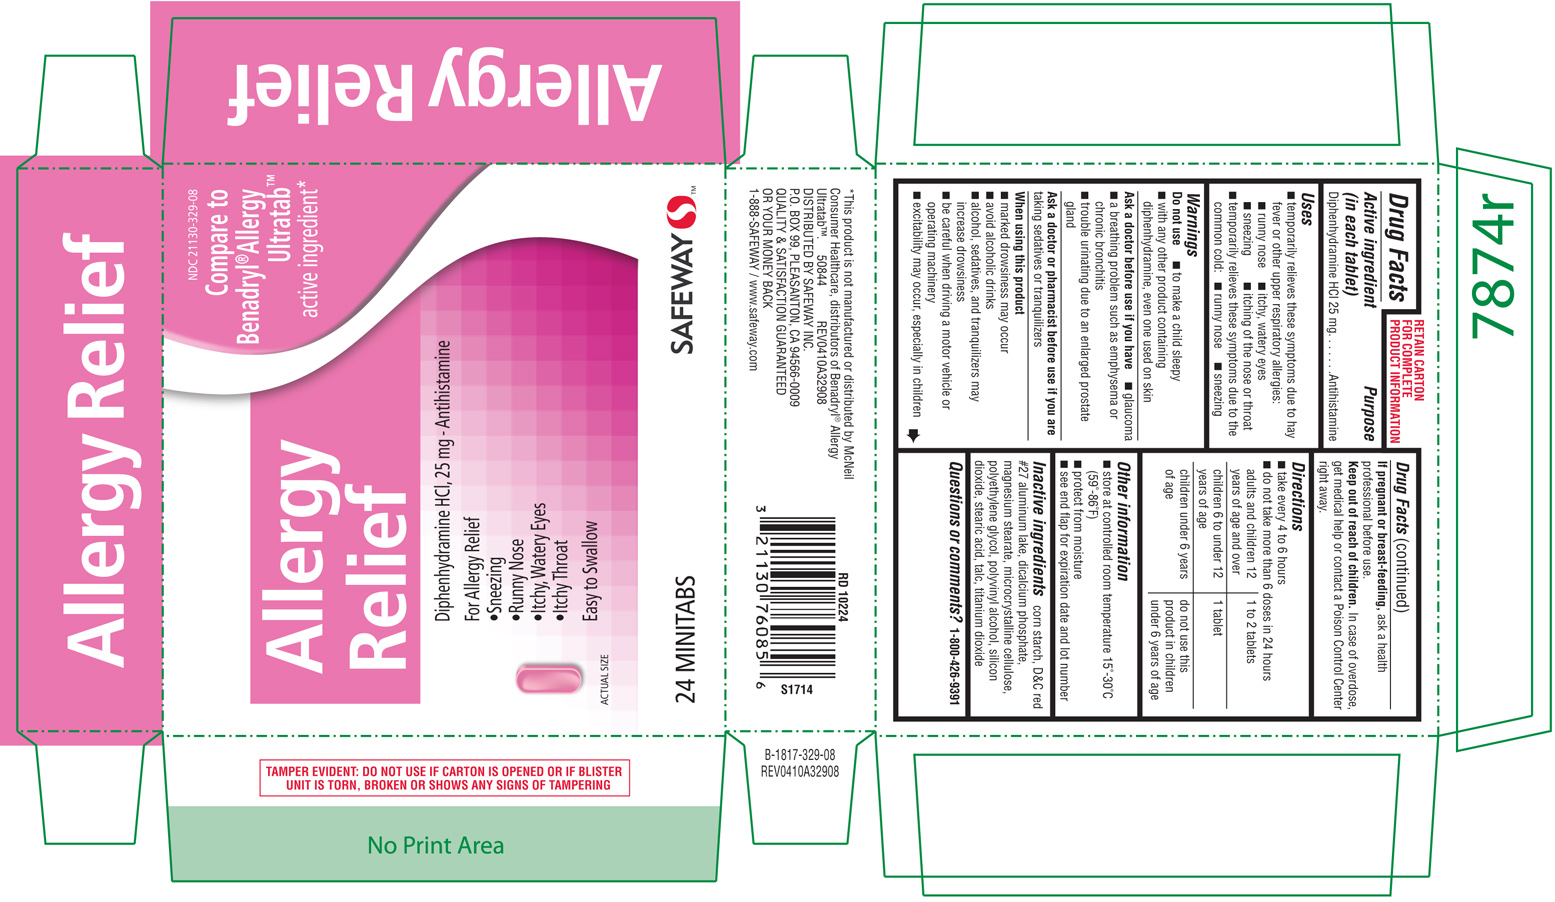 Allergy Relief
Allergy Relief
NDC 21130-329-08
Compare to
Benadryl® Allergy
Ultratab™
active ingredient*
SAFEWAY™
Allergy
Relief
Diphenhydramine HCl, 25 mg - Antihistamine
For Allergy Relief
• Sneezing
• Runny Nose
• Itchy, Watery Eyes
• Itchy Throat
Easy to Swallow
ACTUAL SIZE
24 MINITABS
TAMPER EVIDENT: DO NOT USE IF CARTON IS OPENED OR IF BLISTER
UNIT IS TORN, BROKEN OR SHOWS ANY SIGNS OF TAMPERING
No Print Area
*This product is not manufactured or distributed by McNeil
Consumer Healthcare, distributors of Benadryl® Allergy
Ultratab™. 50844 REV0410A32908
DISTRIBUTED BY SAFEWAY INC.
P.O. BOX 99, PLEASANTON, CA 94566-0009
QUALITY & SATISFACTION GUARANTEED
OR YOUR MONEY BACK
1-888-SAFEWAY / www.safeway.com
RD 10224
3 21130 76085 6
S1714
B-1817-329-08
REV0410A32908
RETAIN CARTON
FOR COMPLETE
PRODUCT INFORMATION
Drug Facts
Active ingredient Purpose
(in each tablet)
Diphenhydramine HCl 25 mg . . . . . . Antihistamine
Uses
■ temporarily relieves these symptoms due to hay
fever or other upper respiratory allergies:
■ runny nose ■ itchy, watery eyes
■ sneezing ■ itching of the nose or throat
■ temporarily relieves these symptoms due to the
common cold: ■ runny nose ■ sneezing
Warnings
Do not use ■ to make a child sleepy
■ with any other product containing
diphenhydramine, even one used on skin
Ask a doctor before use if you have ■ glaucoma
■ a breathing problem such as emphysema or
chronic bronchitis
■ trouble urinating due to an enlarged prostate
gland
Ask a doctor or pharmacist before use if you are
taking sedatives or tranquilizers
When using this product
■ marked drowsiness may occur
■ avoid alcoholic drinks
■ alcohol, sedatives, and tranquilizers may
increase drowsiness
■ be careful when driving a motor vehicle or
operating machinery
■ excitability may occur, especially in children
Drug Facts (continued)
If pregnant or breast-feeding, ask a health
professional before use.
Keep out of reach of children. In case of overdose,
get medical help or contact a Poison Control Center
right away.
Directions
■ take every 4 to 6 hours
■ do not take more than 6 doses in 24 hours
adults and children 12
years of age and over 1 to 2 tablets
children 6 to under 12
years of age 1 tablet
children under 6 years
of age do not use this
product in children
under 6 years of age
Other information
■ store at controlled room temperature 15°-30°C
(59°-86°F)
■ protect from moisture
■ see end flap for expiration date and lot number
Inactive ingredients corn starch, D&C red
#27 aluminum lake, dicalcium phosphate,
magnesium stearate, microcrystalline cellulose,
polyethylene glycol, polyvinyl alcohol, silicon
dioxide, stearic acid, talc, titanium dioxide
Questions or comments? 1-800-426-9391
7874r